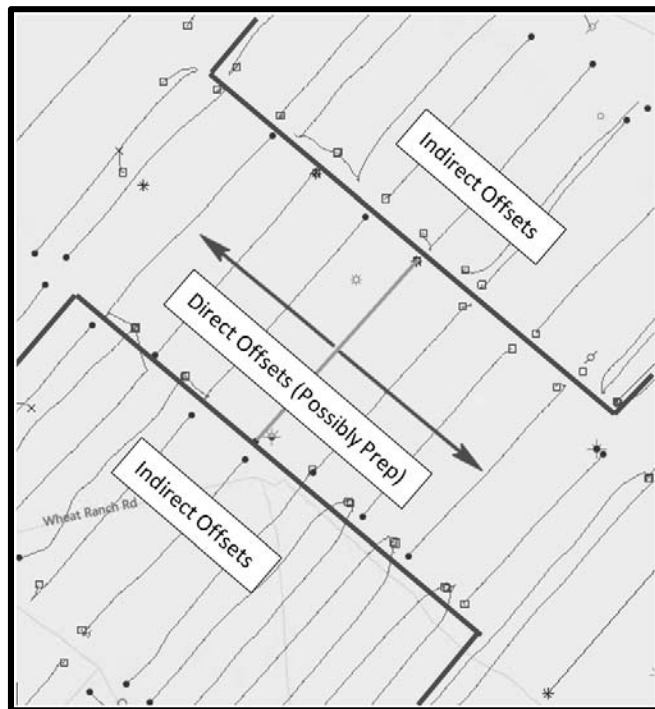 Indirect Offsets
Direct Offsets (Possibly Prep)
Indirect Offsets
Wheat Ranch Rd